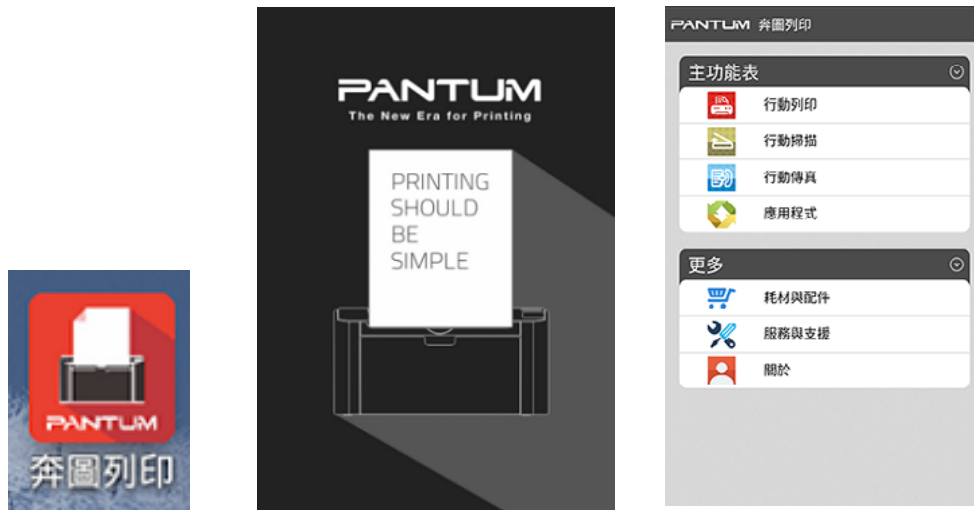 PANTUM
奔圖列印
PANTUM
The New Era for Printing
PRINTING
SHOULD
BE
SIMPLE
PANTUM 奔圖列印
主功能表
行動列印
行動掃描
行動傳真
應用程式
更多
耗材與配件
服務與支援
關於